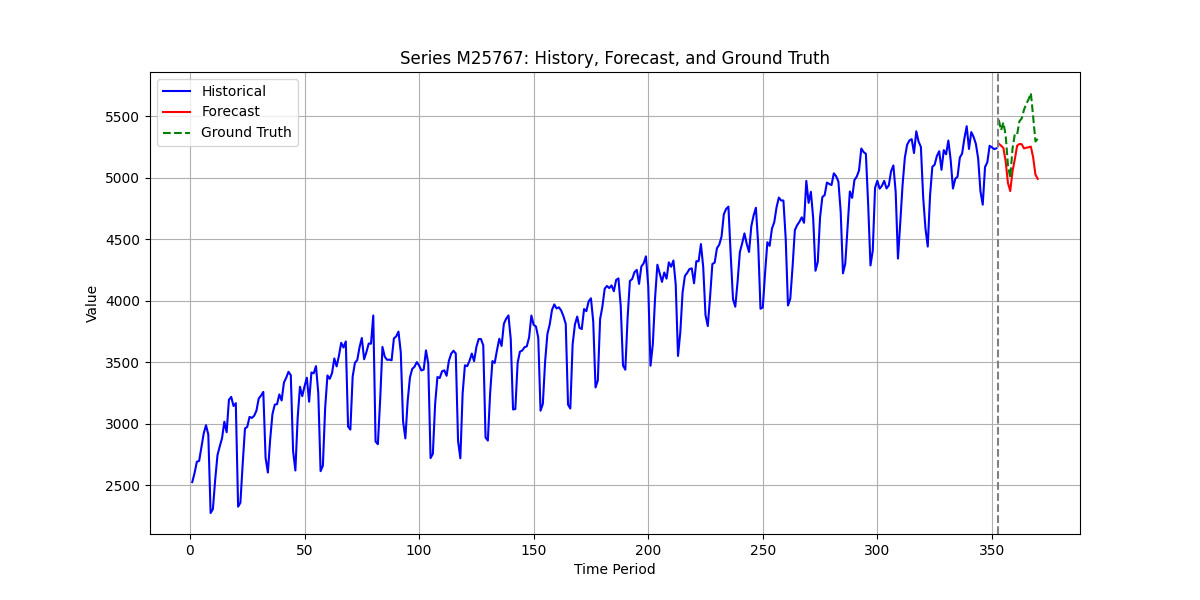 Series M25767: History, Forecast, and Ground Truth
Historical
Forecast
Ground Truth
Value
5500
5000
4500
4000
3500
3000
2500
0 50 100 150 200 250 300 350
Time Period